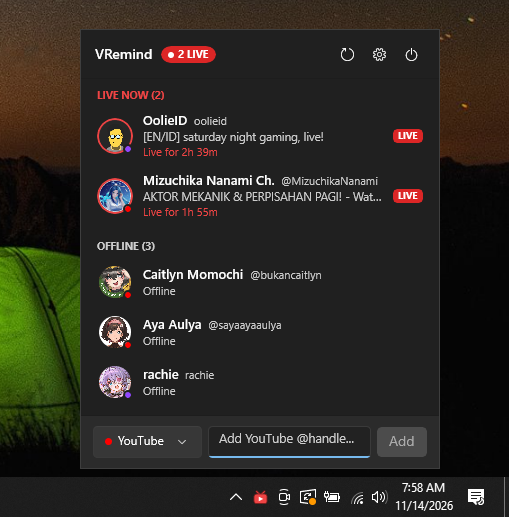 VRemind 2 LIVE
LIVE NOW (2)
OolieID oolieid
[EN/ID] saturday night gaming, live! LIVE
Live for 2h 39m
Mizuchika Nanami Ch. @MizuchikaNanami
AKTOR MEKANIK & PERPISAHAN PAGI! - Wat... LIVE
Live for 1h 55m
OFFLINE (3)
Caitlyn Momochi @bukancaitlyn
Offline
Aya Aulya @sayaayaaulya
Offline
rachie rachie
Offline
YouTube Add YouTube @handle... Add
7:58 AM
11/14/2026